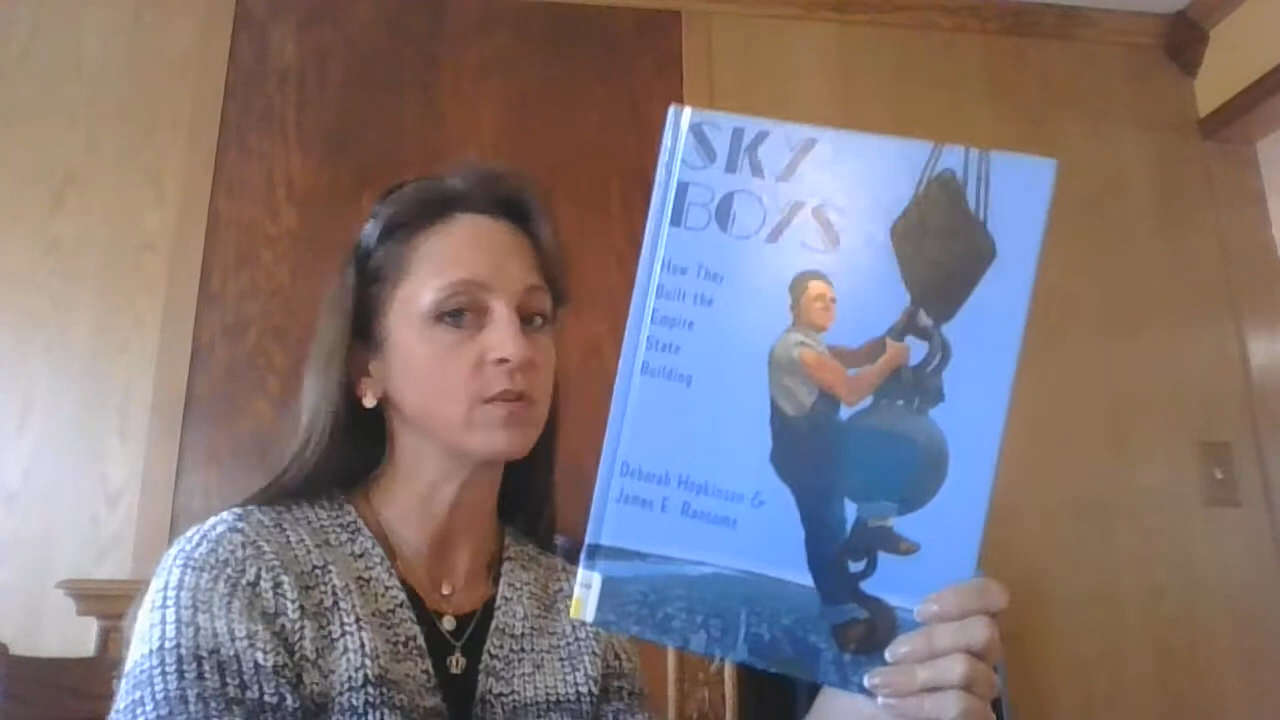 SKY
BOYS
How They
Built the
Empire
State
Building
Deborah Hopkinson &
James E. Ransome